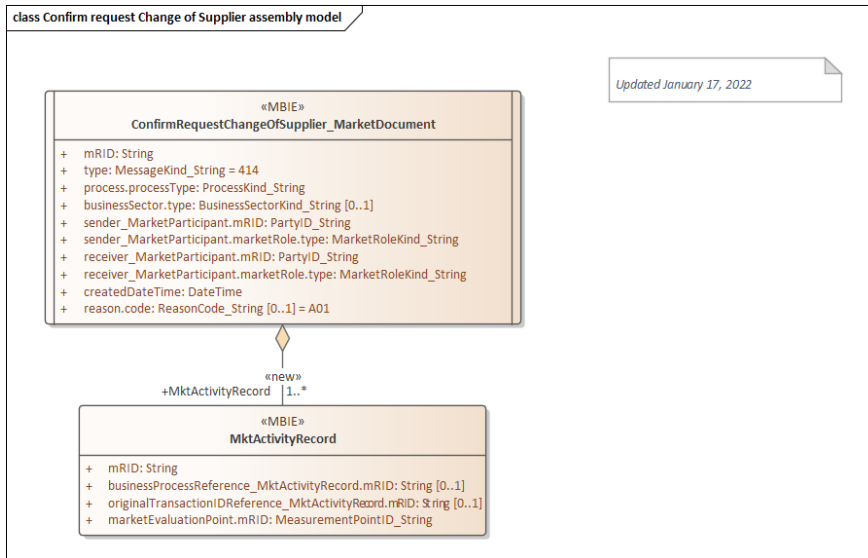 class Confirm request Change of Supplier assembly model
Updated January 17, 2022
«MBIE»
ConfirmRequestChangeOfSupplier_MarketDocument
+ mRID: String
+ type: MessageKind_String = 414
+ process.processType: ProcessKind_String
+ businessSector.type: BusinessSectorKind_String [0..1]
+ sender_MarketParticipant.mRID: PartyID_String
+ sender_MarketParticipant.marketRole.type: MarketRoleKind_String
+ receiver_MarketParticipant.mRID: PartyID_String
+ receiver_MarketParticipant.marketRole.type: MarketRoleKind_String
+ createdDateTime: DateTime
+ reason.code: ReasonCode_String [0..1] = A01
«new»
+MktActivityRecord 1..*
«MBIE»
MktActivityRecord
+ mRID: String
+ businessProcessReference_MktActivityRecord.mRID: String [0..1]
+ originalTransactionIDReference_MktActivityRecord.mRID: String [0..1]
+ marketEvaluationPoint.mRID: MeasurementPointID_String